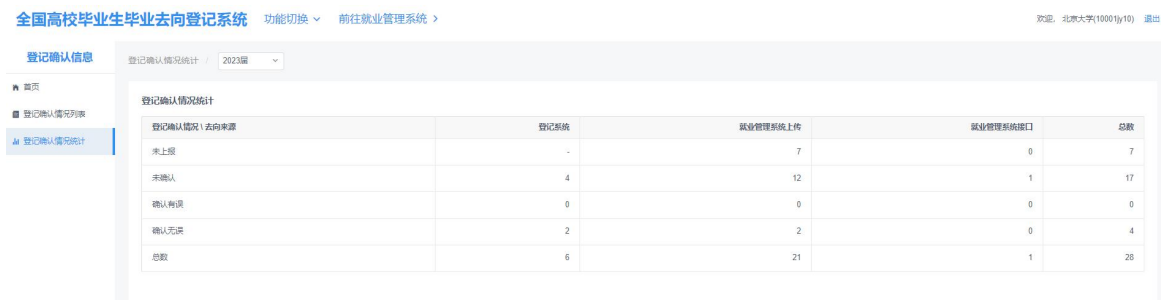 全国高校毕业生毕业去向登记系统 功能切换 前往就业管理系统 > 欢迎, 北京大学(10001jy10) 退出
登记确认信息
首页
登记确认情况列表
登记确认情况统计
登记确认情况统计 / 2023届
登记确认情况统计
登记确认情况 \ 去向来源 登记系统 就业管理系统上传 就业管理系统接口 总数
未上报 - 7 0 7
未确认 4 12 1 17
确认有误 0 0 0 0
确认无误 2 2 0 4
总数 6 21 1 28